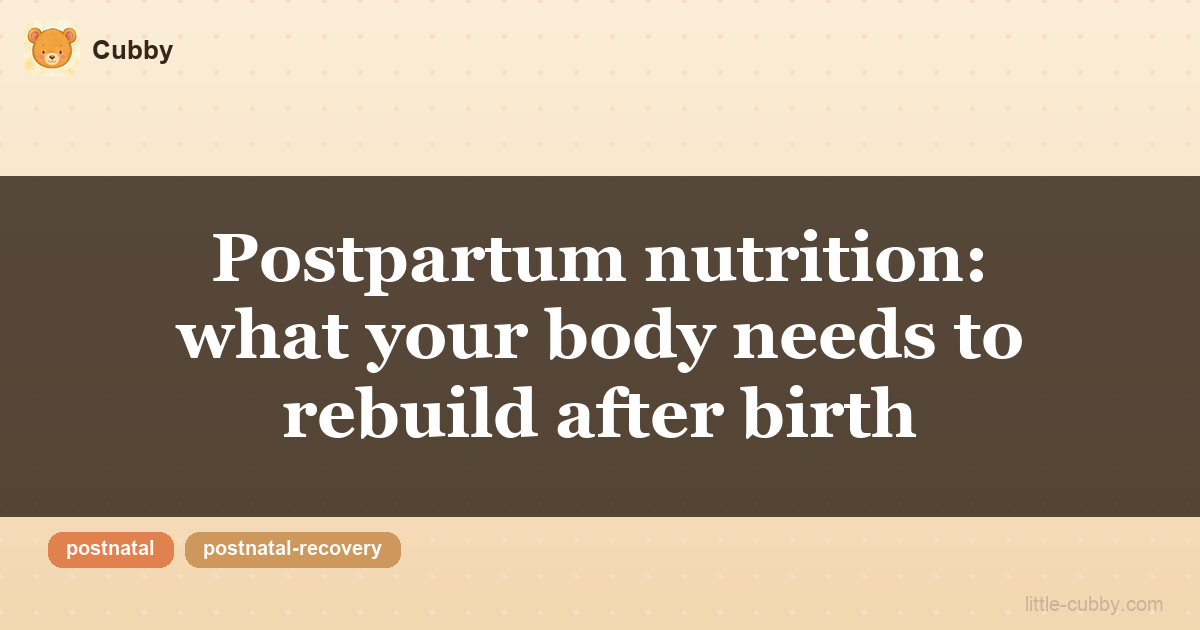 Cubby
Postpartum nutrition:
what your body needs to
rebuild after birth
postnatal
postnatal-recovery
little-cubby.com